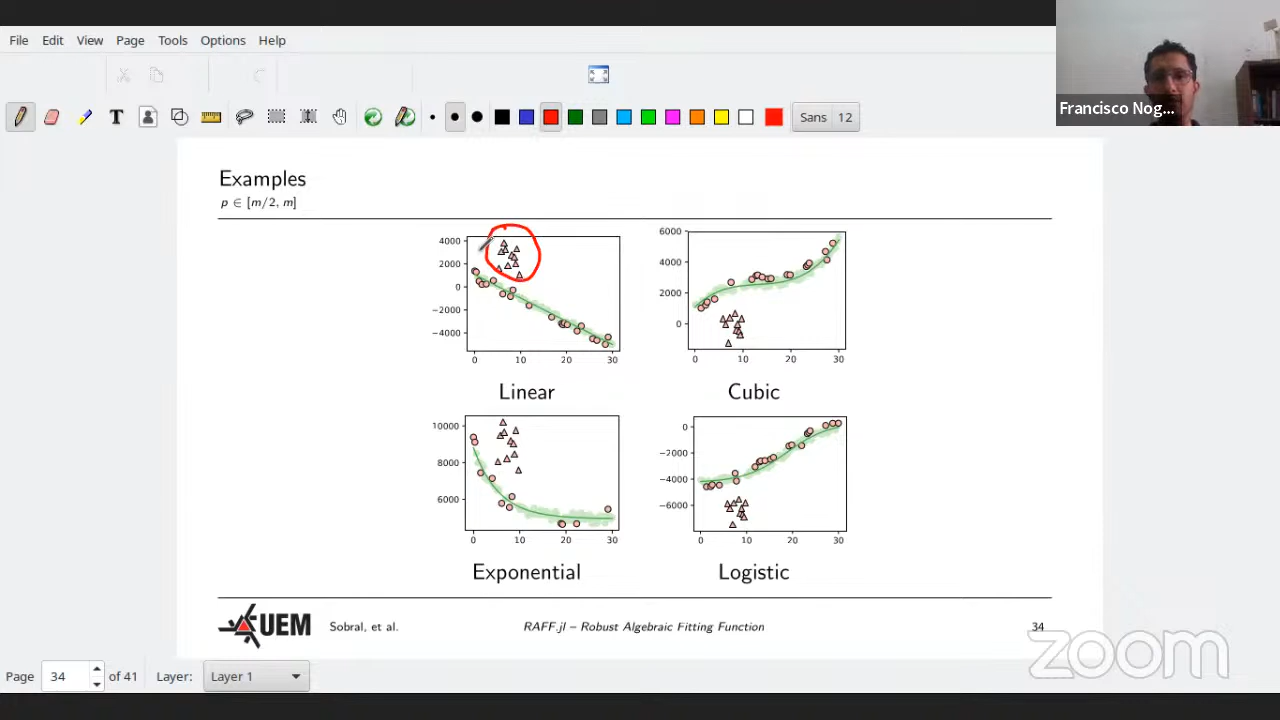 File Edit View Page Tools Options Help
Francisco Nog...
T Sans 12
Examples
p ∈ [m/2, m]
4000
2000
0
−2000
−4000
0 10 20 30
Linear
6000
4000
2000
0
0 10 20 30
Cubic
10000
8000
6000
0 10 20 30
Exponential
0
−2000
−4000
−6000
0 10 20 30
Logistic
UEM Sobral, et al. RAFF.jl – Robust Algebraic Fitting Function 34
zoom
Page 34 of 41 Layer: Layer 1